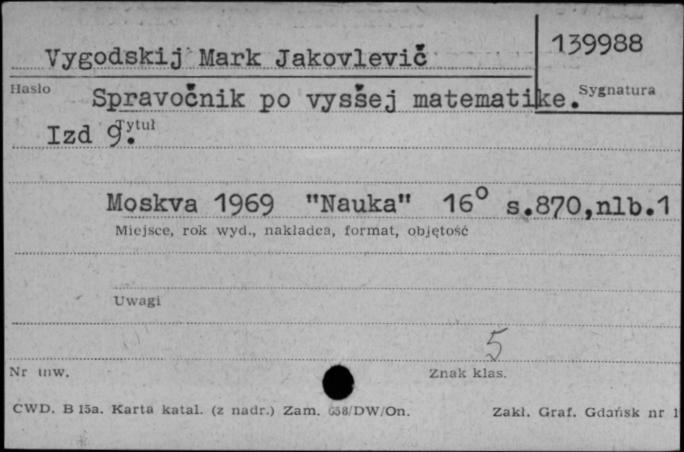 Vygodskij Mark Jakovlevič 139988
Hasło Sygnatura
Spravočnik po vysšej matematike.
Tytuł
Izd 9.
Moskva 1969 "Nauka" 16° s.870,nlb.1
Miejsce, rok wyd., nakładca, format, objętość
Uwagi
5
Nr inw. Znak klas.
CWD. B 15a. Karta katal. (z nadr.) Zam. 658/DW/On. Zakł. Graf. Gdańsk nr 1